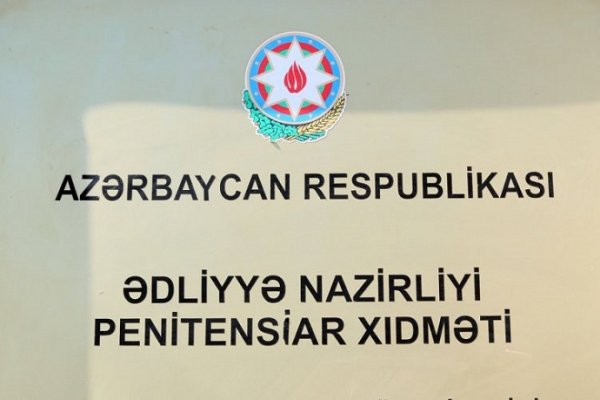 AZƏRBAYCAN RESPUBLİKASI
ƏDLİYYƏ NAZİRLİYİ
PENİTENSİAR XIDMƏTİ